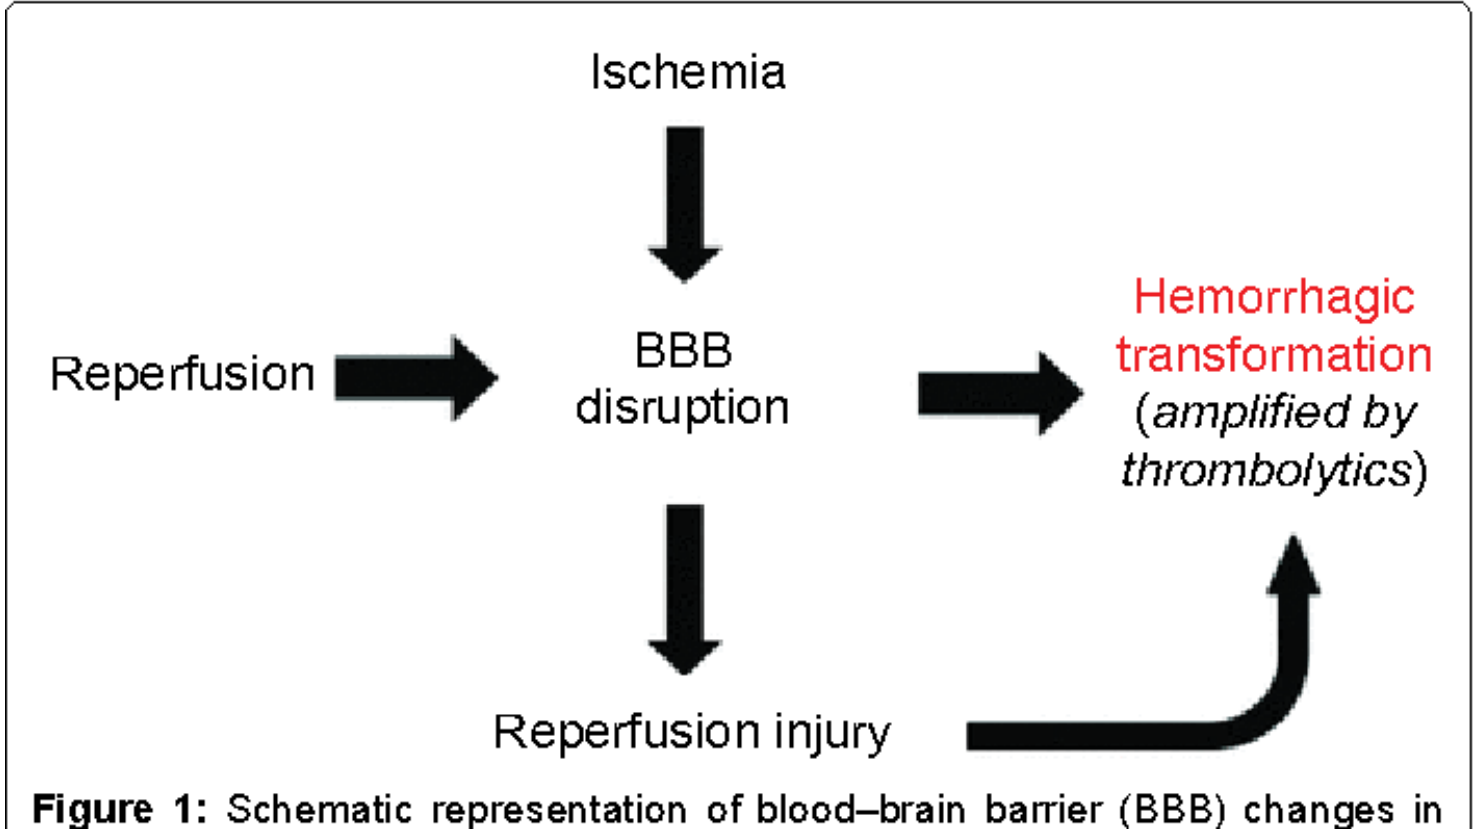 Ischemia
Reperfusion
BBB
disruption
Hemorrhagic
transformation
(amplified by
thrombolytics)
Reperfusion injury
Figure 1: Schematic representation of blood–brain barrier (BBB) changes in